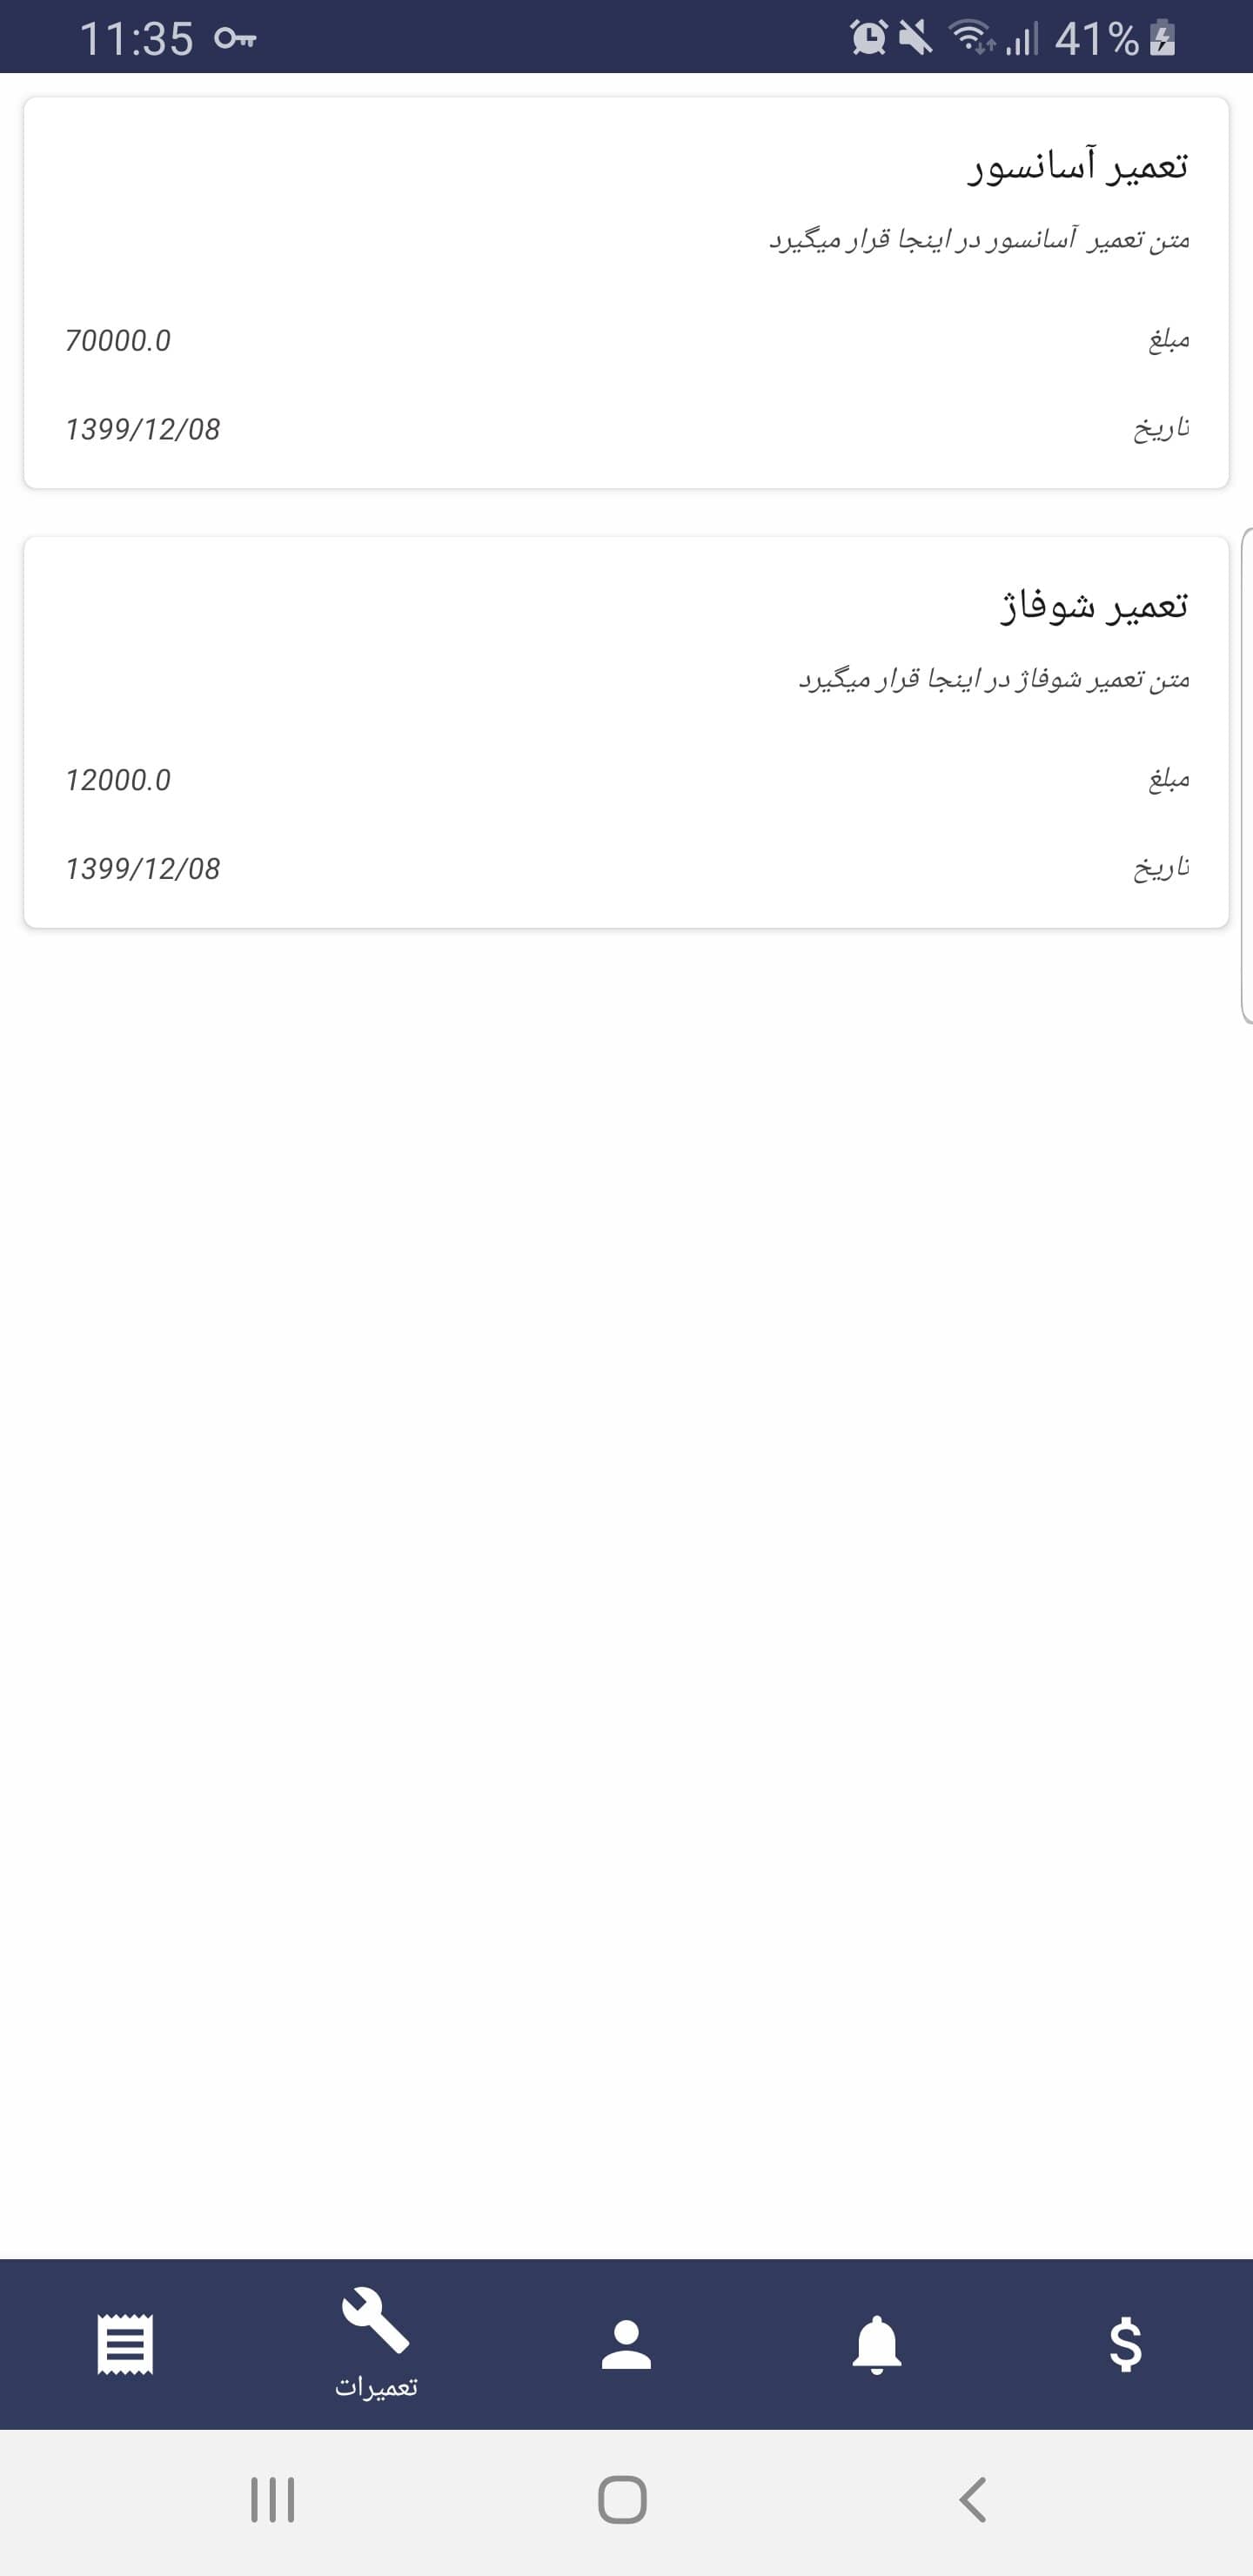 11:35
41%
تعمیر آسانسور
متن تعمیر آسانسور در اینجا قرار میگیرد
مبلغ 70000.0
تاریخ 1399/12/08
تعمیر شوفاژ
متن تعمیر شوفاژ در اینجا قرار میگیرد
مبلغ 12000.0
تاریخ 1399/12/08
تعمیرات